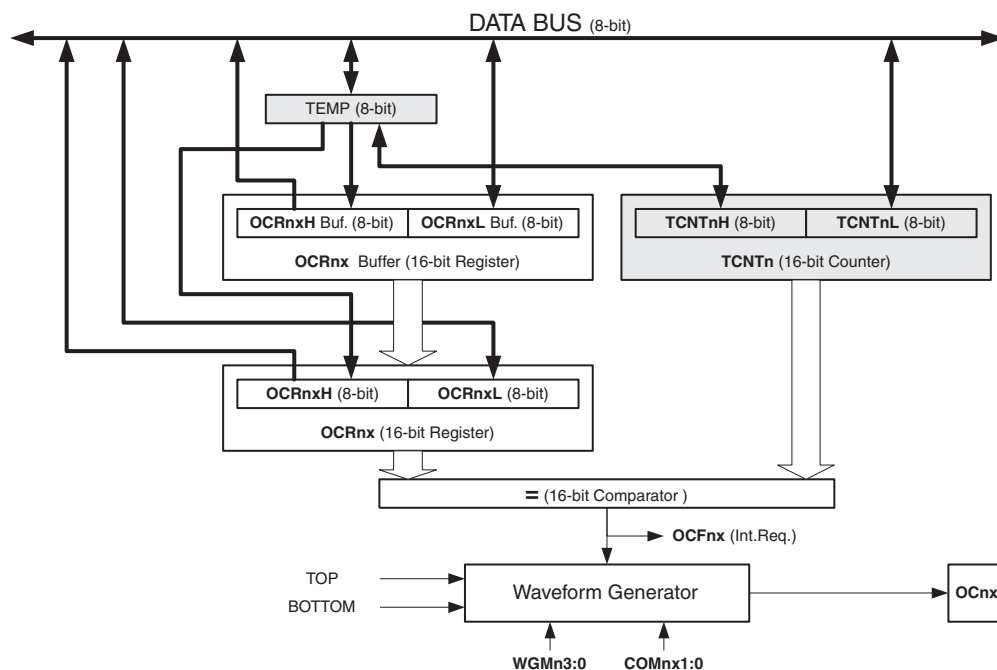 DATA BUS (8-bit)
TEMP (8-bit)
OCRnxH Buf. (8-bit) OCRnxL Buf. (8-bit)
TCNTnH (8-bit) TCNTnL (8-bit)
OCRnx Buffer (16-bit Register)
TCNTn (16-bit Counter)
OCRnxH (8-bit) OCRnxL (8-bit)
OCRnx (16-bit Register)
= (16-bit Comparator )
OCFnx (Int.Req.)
TOP
BOTTOM
Waveform Generator
OCnx
WGMn3:0 COMnx1:0